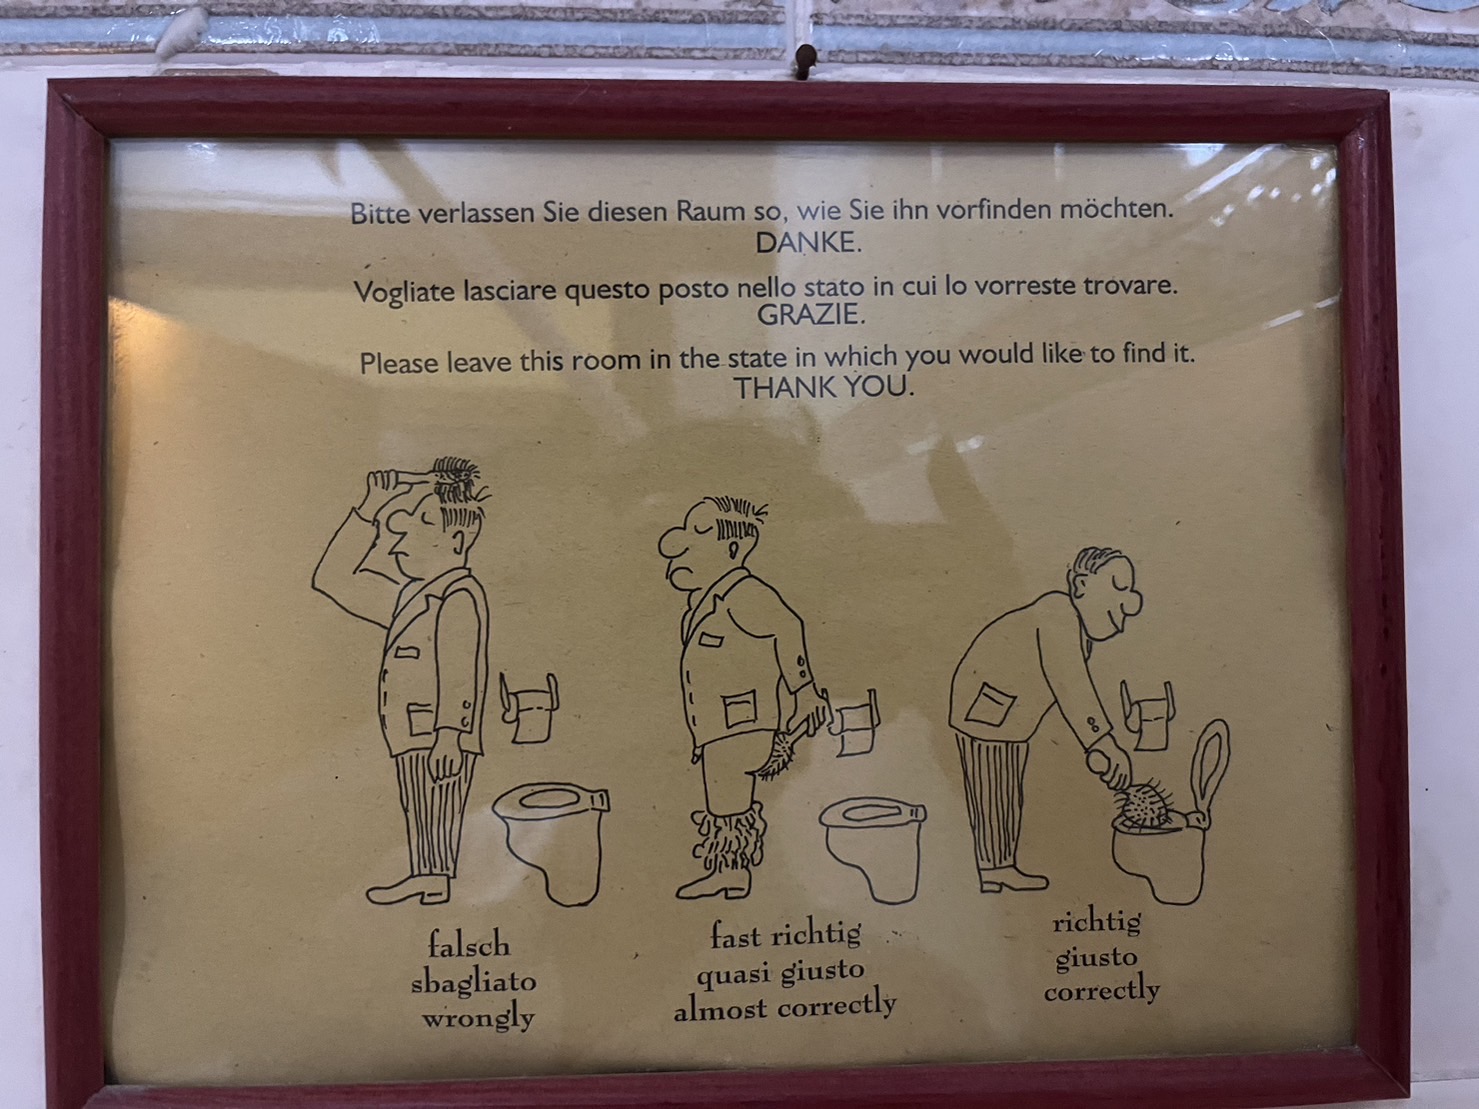 Bitte verlassen Sie diesen Raum so, wie Sie ihn vorfinden möchten.
DANKE.
Vogliate lasciare questo posto nello stato in cui lo vorreste trovare.
GRAZIE.
Please leave this room in the state in which you would like to find it.
THANK YOU.
falsch
sbagliato
wrongly
fast richtig
quasi giusto
almost correctly
richtig
giusto
correctly